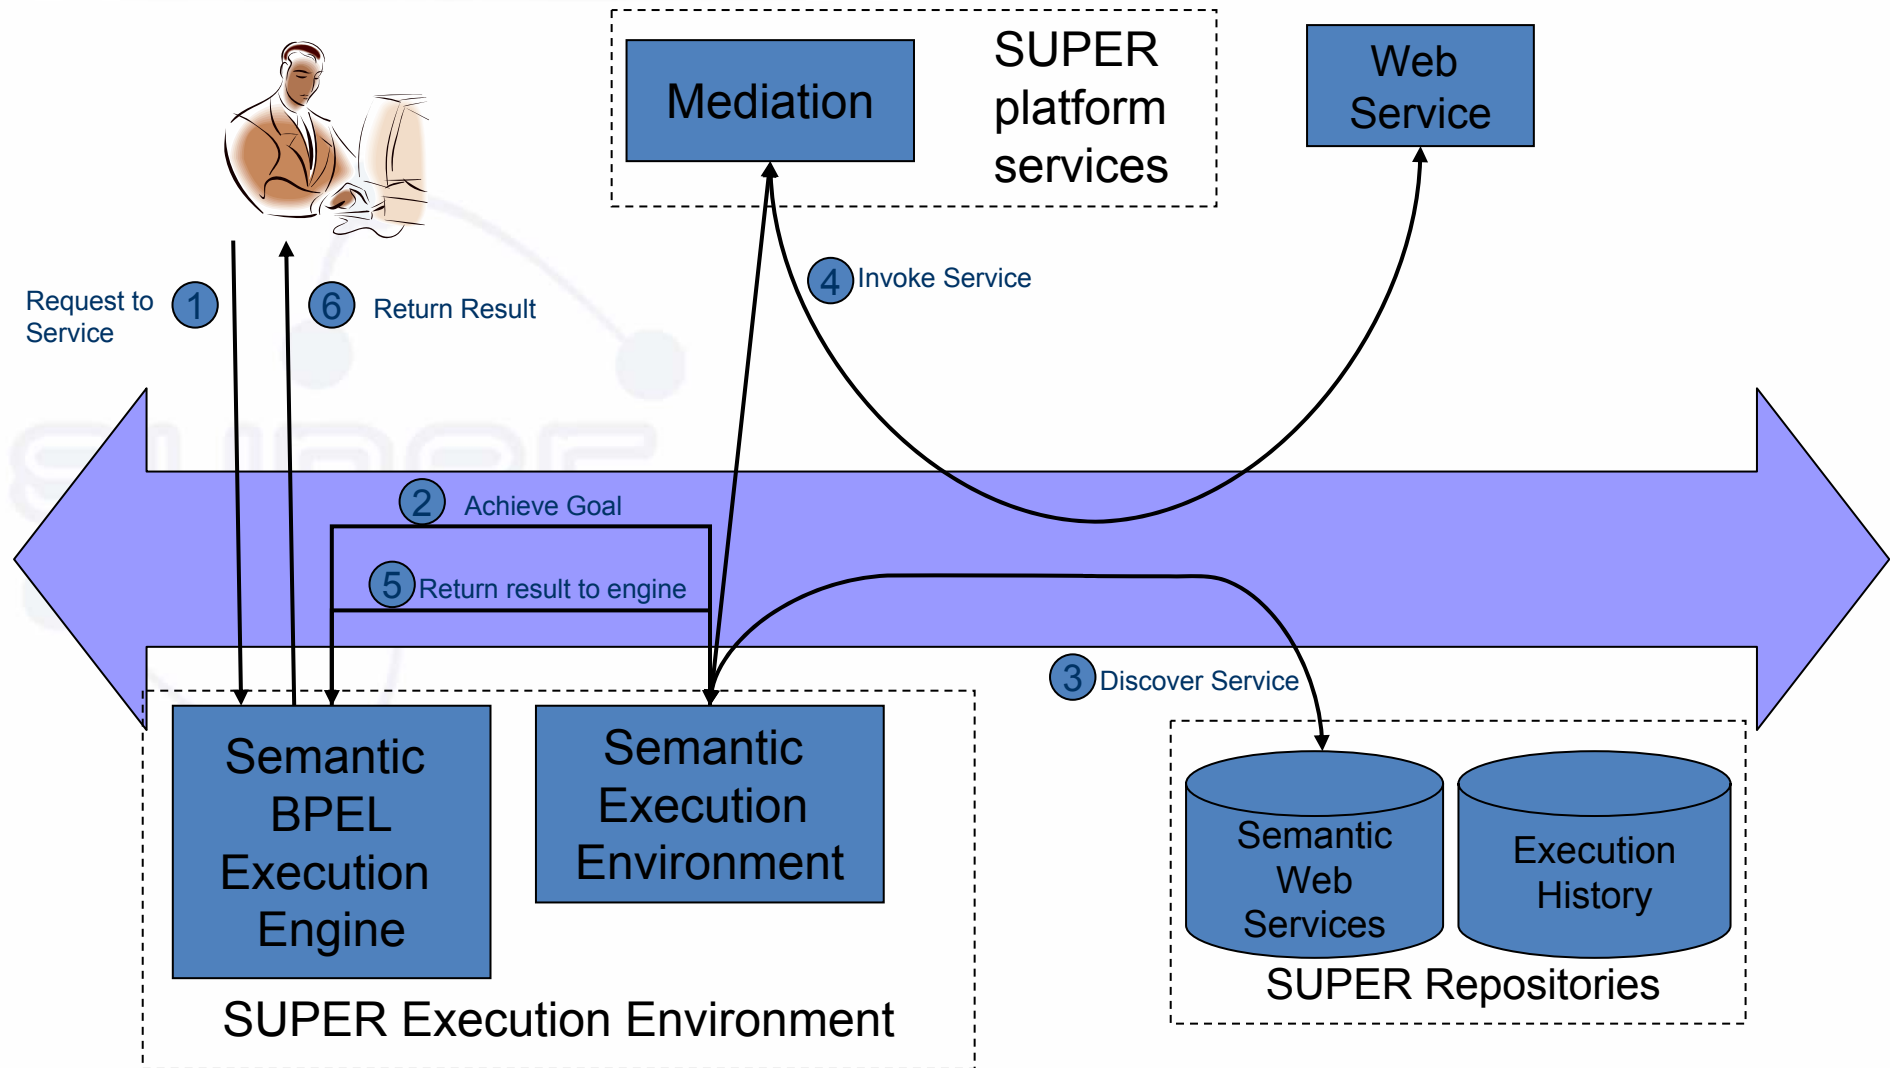 SUPER
platform
services
Mediation
Web
Service
4 Invoke Service
Request to
Service
1
6 Return Result
SUPER
2 Achieve Goal
5 Return result to engine
3 Discover Service
Semantic
BPEL
Execution
Engine
Semantic
Execution
Environment
SUPER Execution Environment
Semantic
Web
Services
Execution
History
SUPER Repositories